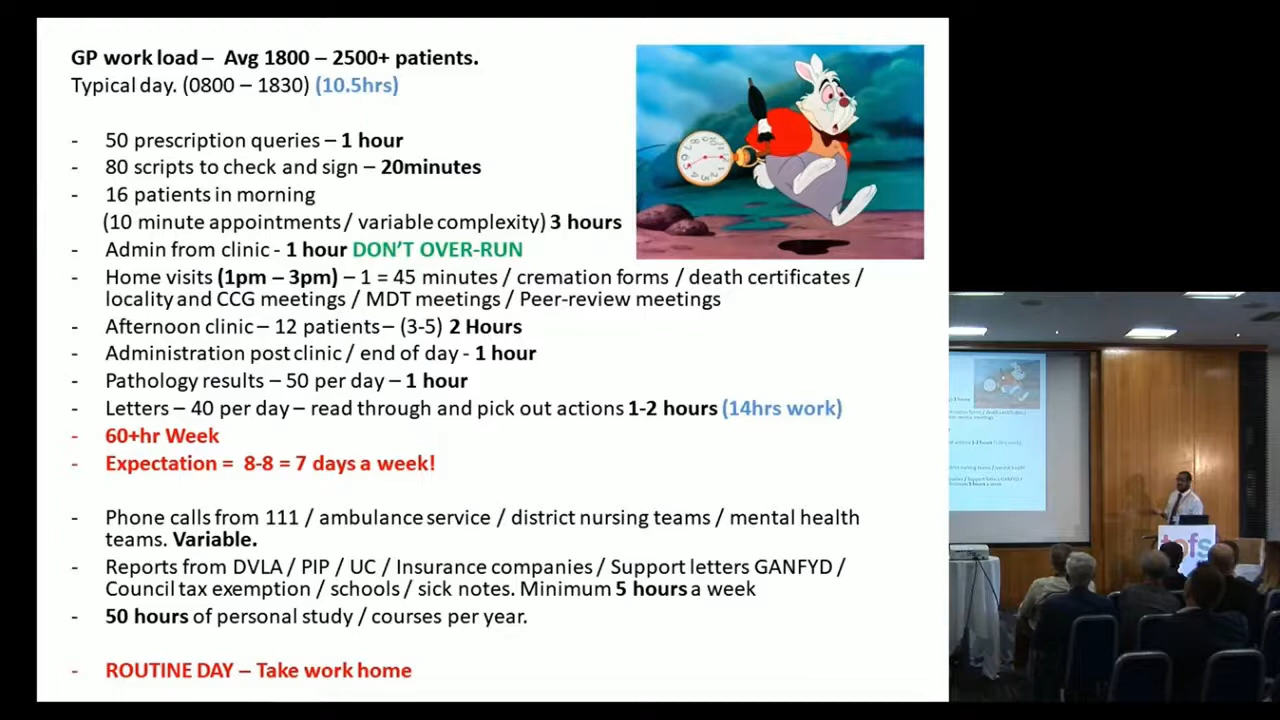 GP work load – Avg 1800 – 2500+ patients.
Typical day. (0800 – 1830) (10.5hrs)
- 50 prescription queries – 1 hour
- 80 scripts to check and sign – 20minutes
- 16 patients in morning
(10 minute appointments / variable complexity) 3 hours
- Admin from clinic - 1 hour DON'T OVER-RUN
- Home visits (1pm – 3pm) – 1 = 45 minutes / cremation forms / death certificates /
locality and CCG meetings / MDT meetings / Peer-review meetings
- Afternoon clinic – 12 patients – (3-5) 2 Hours
- Administration post clinic / end of day - 1 hour
- Pathology results – 50 per day – 1 hour
- Letters – 40 per day – read through and pick out actions 1-2 hours (14hrs work)
- 60+hr Week
- Expectation = 8-8 = 7 days a week!
- Phone calls from 111 / ambulance service / district nursing teams / mental health
teams. Variable.
- Reports from DVLA / PIP / UC / Insurance companies / Support letters GANFYD /
Council tax exemption / schools / sick notes. Minimum 5 hours a week
- 50 hours of personal study / courses per year.
- ROUTINE DAY – Take work home
tofs